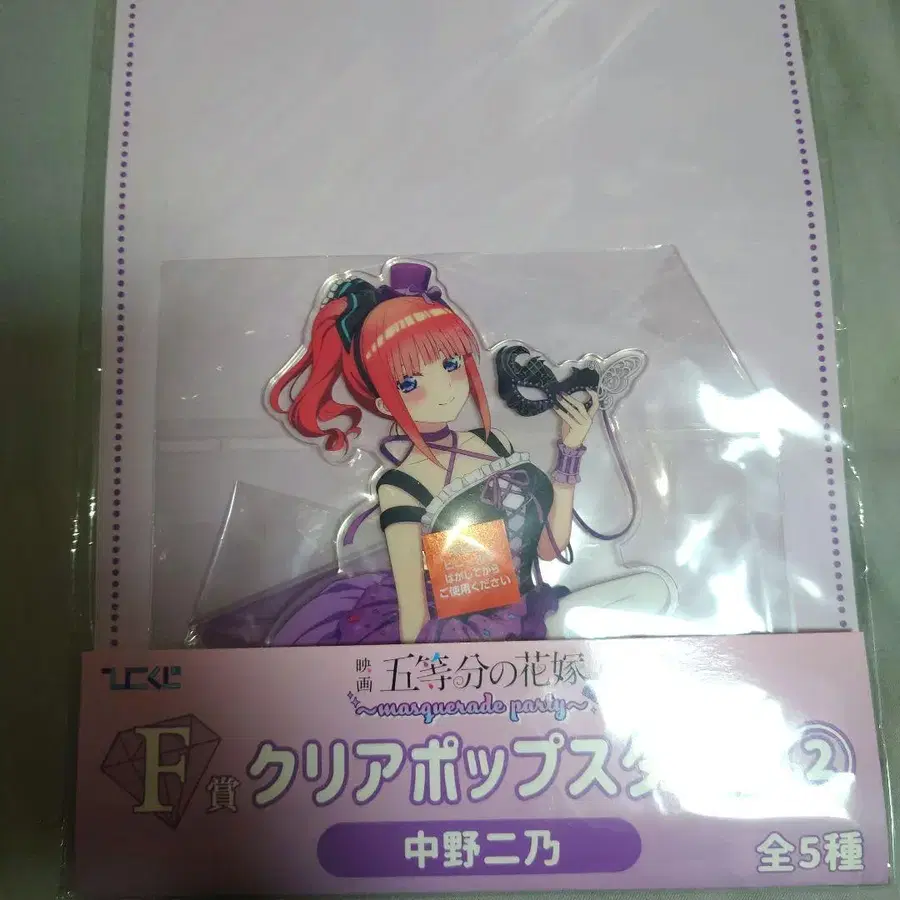 はがしてから
ご使用ください
ひこくじ
映画 五等分の花嫁
～masquerade party～
F賞 クリアポップスタ
2
中野二乃
全5種